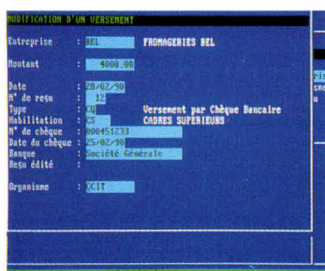 MODIFICATION D'UN VERSEMENT
Entreprise : BEL FROMAGERIES BEL
Montant : 4000.00
Date : 28/02/90
N° de reçu : 12
Type : CQ Versement par Chèque Bancaire
Habilitation : CS CADRES SUPERIEURS
N° de chèque : 000451233
Date du chèque : 25/02/90
Banque : Société Générale
Reçu édité :
Organisme : CCIT